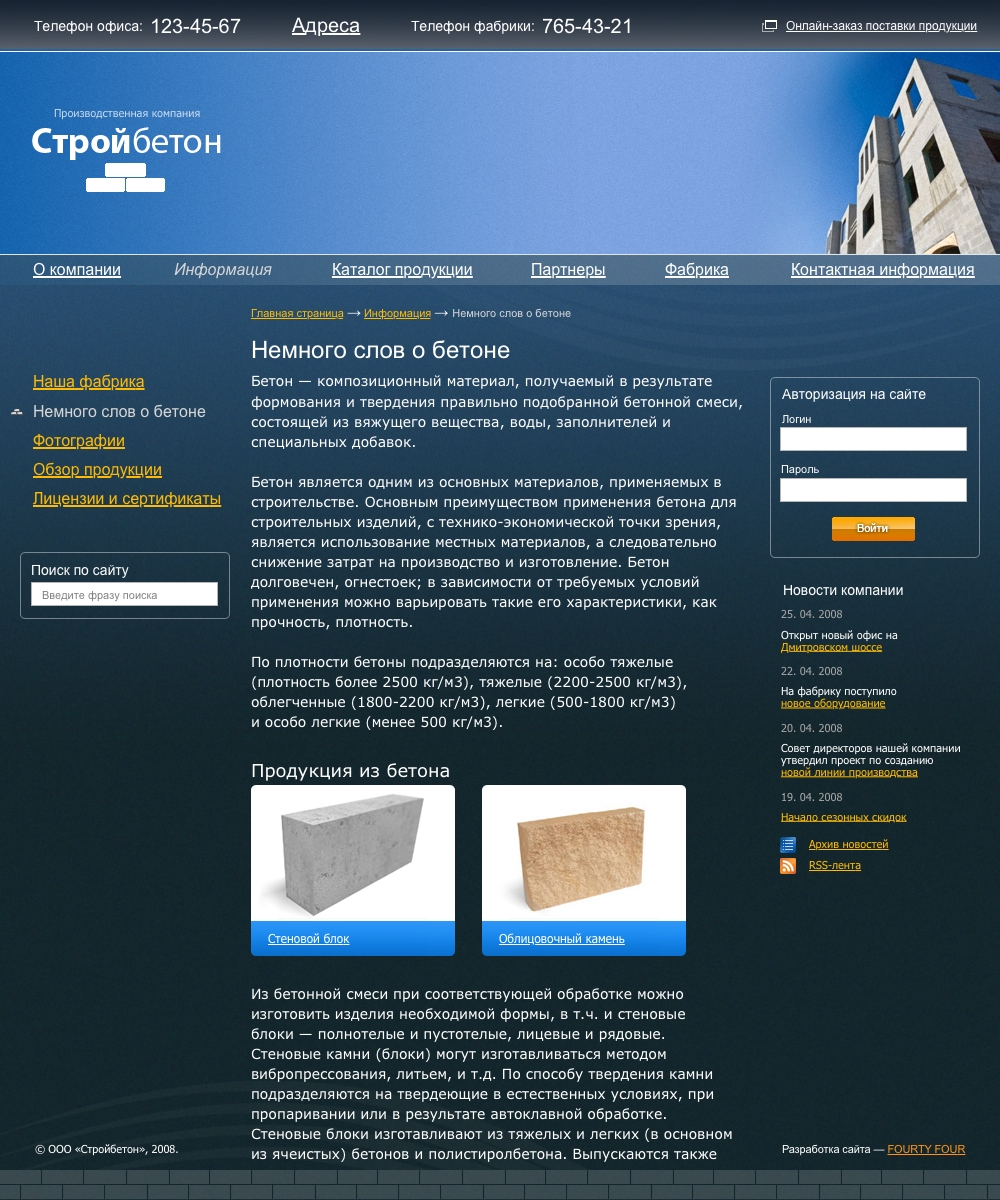 Телефон офиса: 123-45-67 Адреса Телефон фабрики: 765-43-21 Онлайн-заказ поставки продукции
Производственная компания
Стройбетон
О компании Информация Каталог продукции Партнеры Фабрика Контактная информация
Главная страница → Информация → Немного слов о бетоне
Наша фабрика
Немного слов о бетоне
Фотографии
Обзор продукции
Лицензии и сертификаты
Поиск по сайту
Введите фразу поиска
Немного слов о бетоне
Бетон — композиционный материал, получаемый в результате
формования и твердения правильно подобранной бетонной смеси,
состоящей из вяжущего вещества, воды, заполнителей и
специальных добавок.
Бетон является одним из основных материалов, применяемых в
строительстве. Основным преимуществом применения бетона для
строительных изделий, с технико-экономической точки зрения,
является использование местных материалов, а следовательно
снижение затрат на производство и изготовление. Бетон
долговечен, огнестоек; в зависимости от требуемых условий
применения можно варьировать такие его характеристики, как
прочность, плотность.
По плотности бетоны подразделяются на: особо тяжелые
(плотность более 2500 кг/м3), тяжелые (2200-2500 кг/м3),
облегченные (1800-2200 кг/м3), легкие (500-1800 кг/м3)
и особо легкие (менее 500 кг/м3).
Продукция из бетона
Стеновой блок
Облицовочный камень
Из бетонной смеси при соответствующей обработке можно
изготовить изделия необходимой формы, в т.ч. и стеновые
блоки — полнотелые и пустотелые, лицевые и рядовые.
Стеновые камни (блоки) могут изготавливаться методом
вибропрессования, литьем, и т.д. По способу твердения камни
подразделяются на твердеющие в естественных условиях, при
пропаривании или в результате автоклавной обработке.
Стеновые блоки изготавливают из тяжелых и легких (в основном
из ячеистых) бетонов и полистиролбетона. Выпускаются также
Авторизация на сайте
Логин
Пароль
Войти
Новости компании
25. 04. 2008
Открыт новый офис на
Дмитровском шоссе
22. 04. 2008
На фабрику поступило
новое оборудование
20. 04. 2008
Совет директоров нашей компании
утвердил проект по созданию
новой линии производства
19. 04. 2008
Начало сезонных скидок
Архив новостей
RSS-лента
© ООО «Стройбетон», 2008.
Разработка сайта — FOURTY FOUR